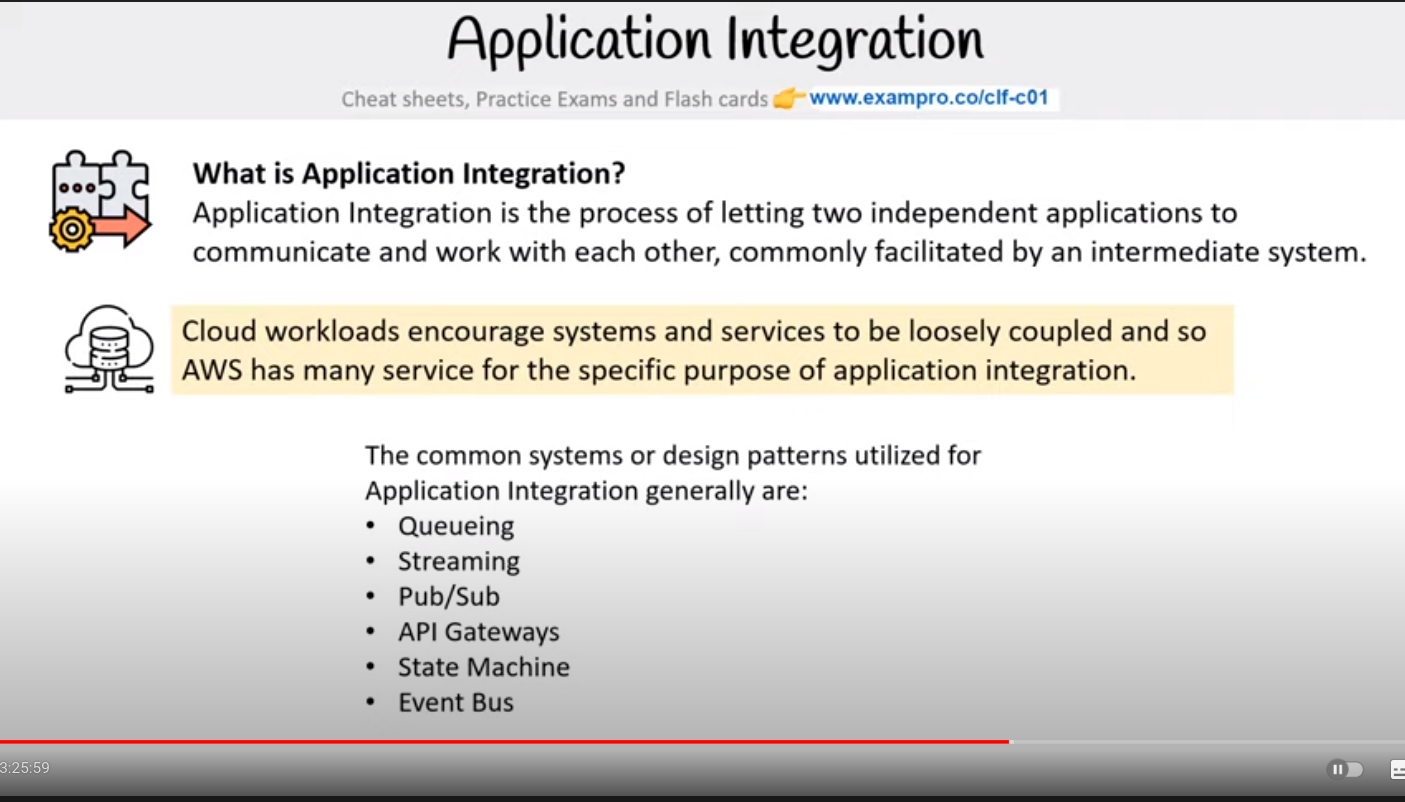 Application Integration
Cheat sheets, Practice Exams and Flash cards 👉 www.exampro.co/clf-c01
What is Application Integration?
Application Integration is the process of letting two independent applications to
communicate and work with each other, commonly facilitated by an intermediate system.
Cloud workloads encourage systems and services to be loosely coupled and so
AWS has many service for the specific purpose of application integration.
The common systems or design patterns utilized for
Application Integration generally are:
• Queueing
• Streaming
• Pub/Sub
• API Gateways
• State Machine
• Event Bus
3:25:59